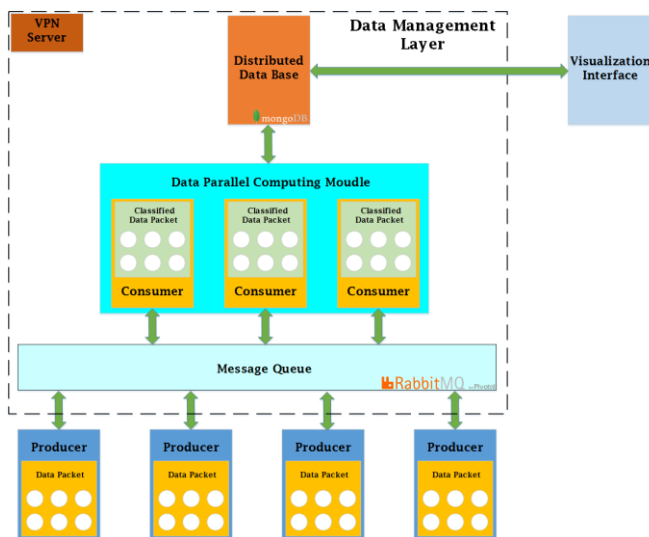 VPN
Server
Data Management
Layer
Distributed
Data Base
mongoDB
Visualization
Interface
Data Parallel Computing Moudle
Classified
Data Packet
Consumer
Classified
Data Packet
Consumer
Classified
Data Packet
Consumer
Message Queue
RabbitMQ
by Pivotal
Producer
Data Packet
Producer
Data Packet
Producer
Data Packet
Producer
Data Packet